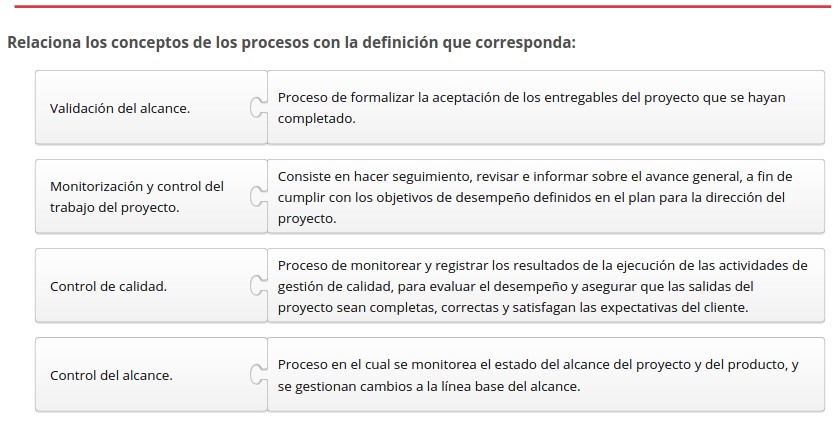 Relaciona los conceptos de los procesos con la definición que corresponda:
Validación del alcance.
Proceso de formalizar la aceptación de los entregables del proyecto que se hayan
completado.
Monitorización y control del
trabajo del proyecto.
Consiste en hacer seguimiento, revisar e informar sobre el avance general, a fin de
cumplir con los objetivos de desempeño definidos en el plan para la dirección del
proyecto.
Control de calidad.
Proceso de monitorear y registrar los resultados de la ejecución de las actividades de
gestión de calidad, para evaluar el desempeño y asegurar que las salidas del
proyecto sean completas, correctas y satisfagan las expectativas del cliente.
Control del alcance.
Proceso en el cual se monitorea el estado del alcance del proyecto y del producto, y
se gestionan cambios a la línea base del alcance.